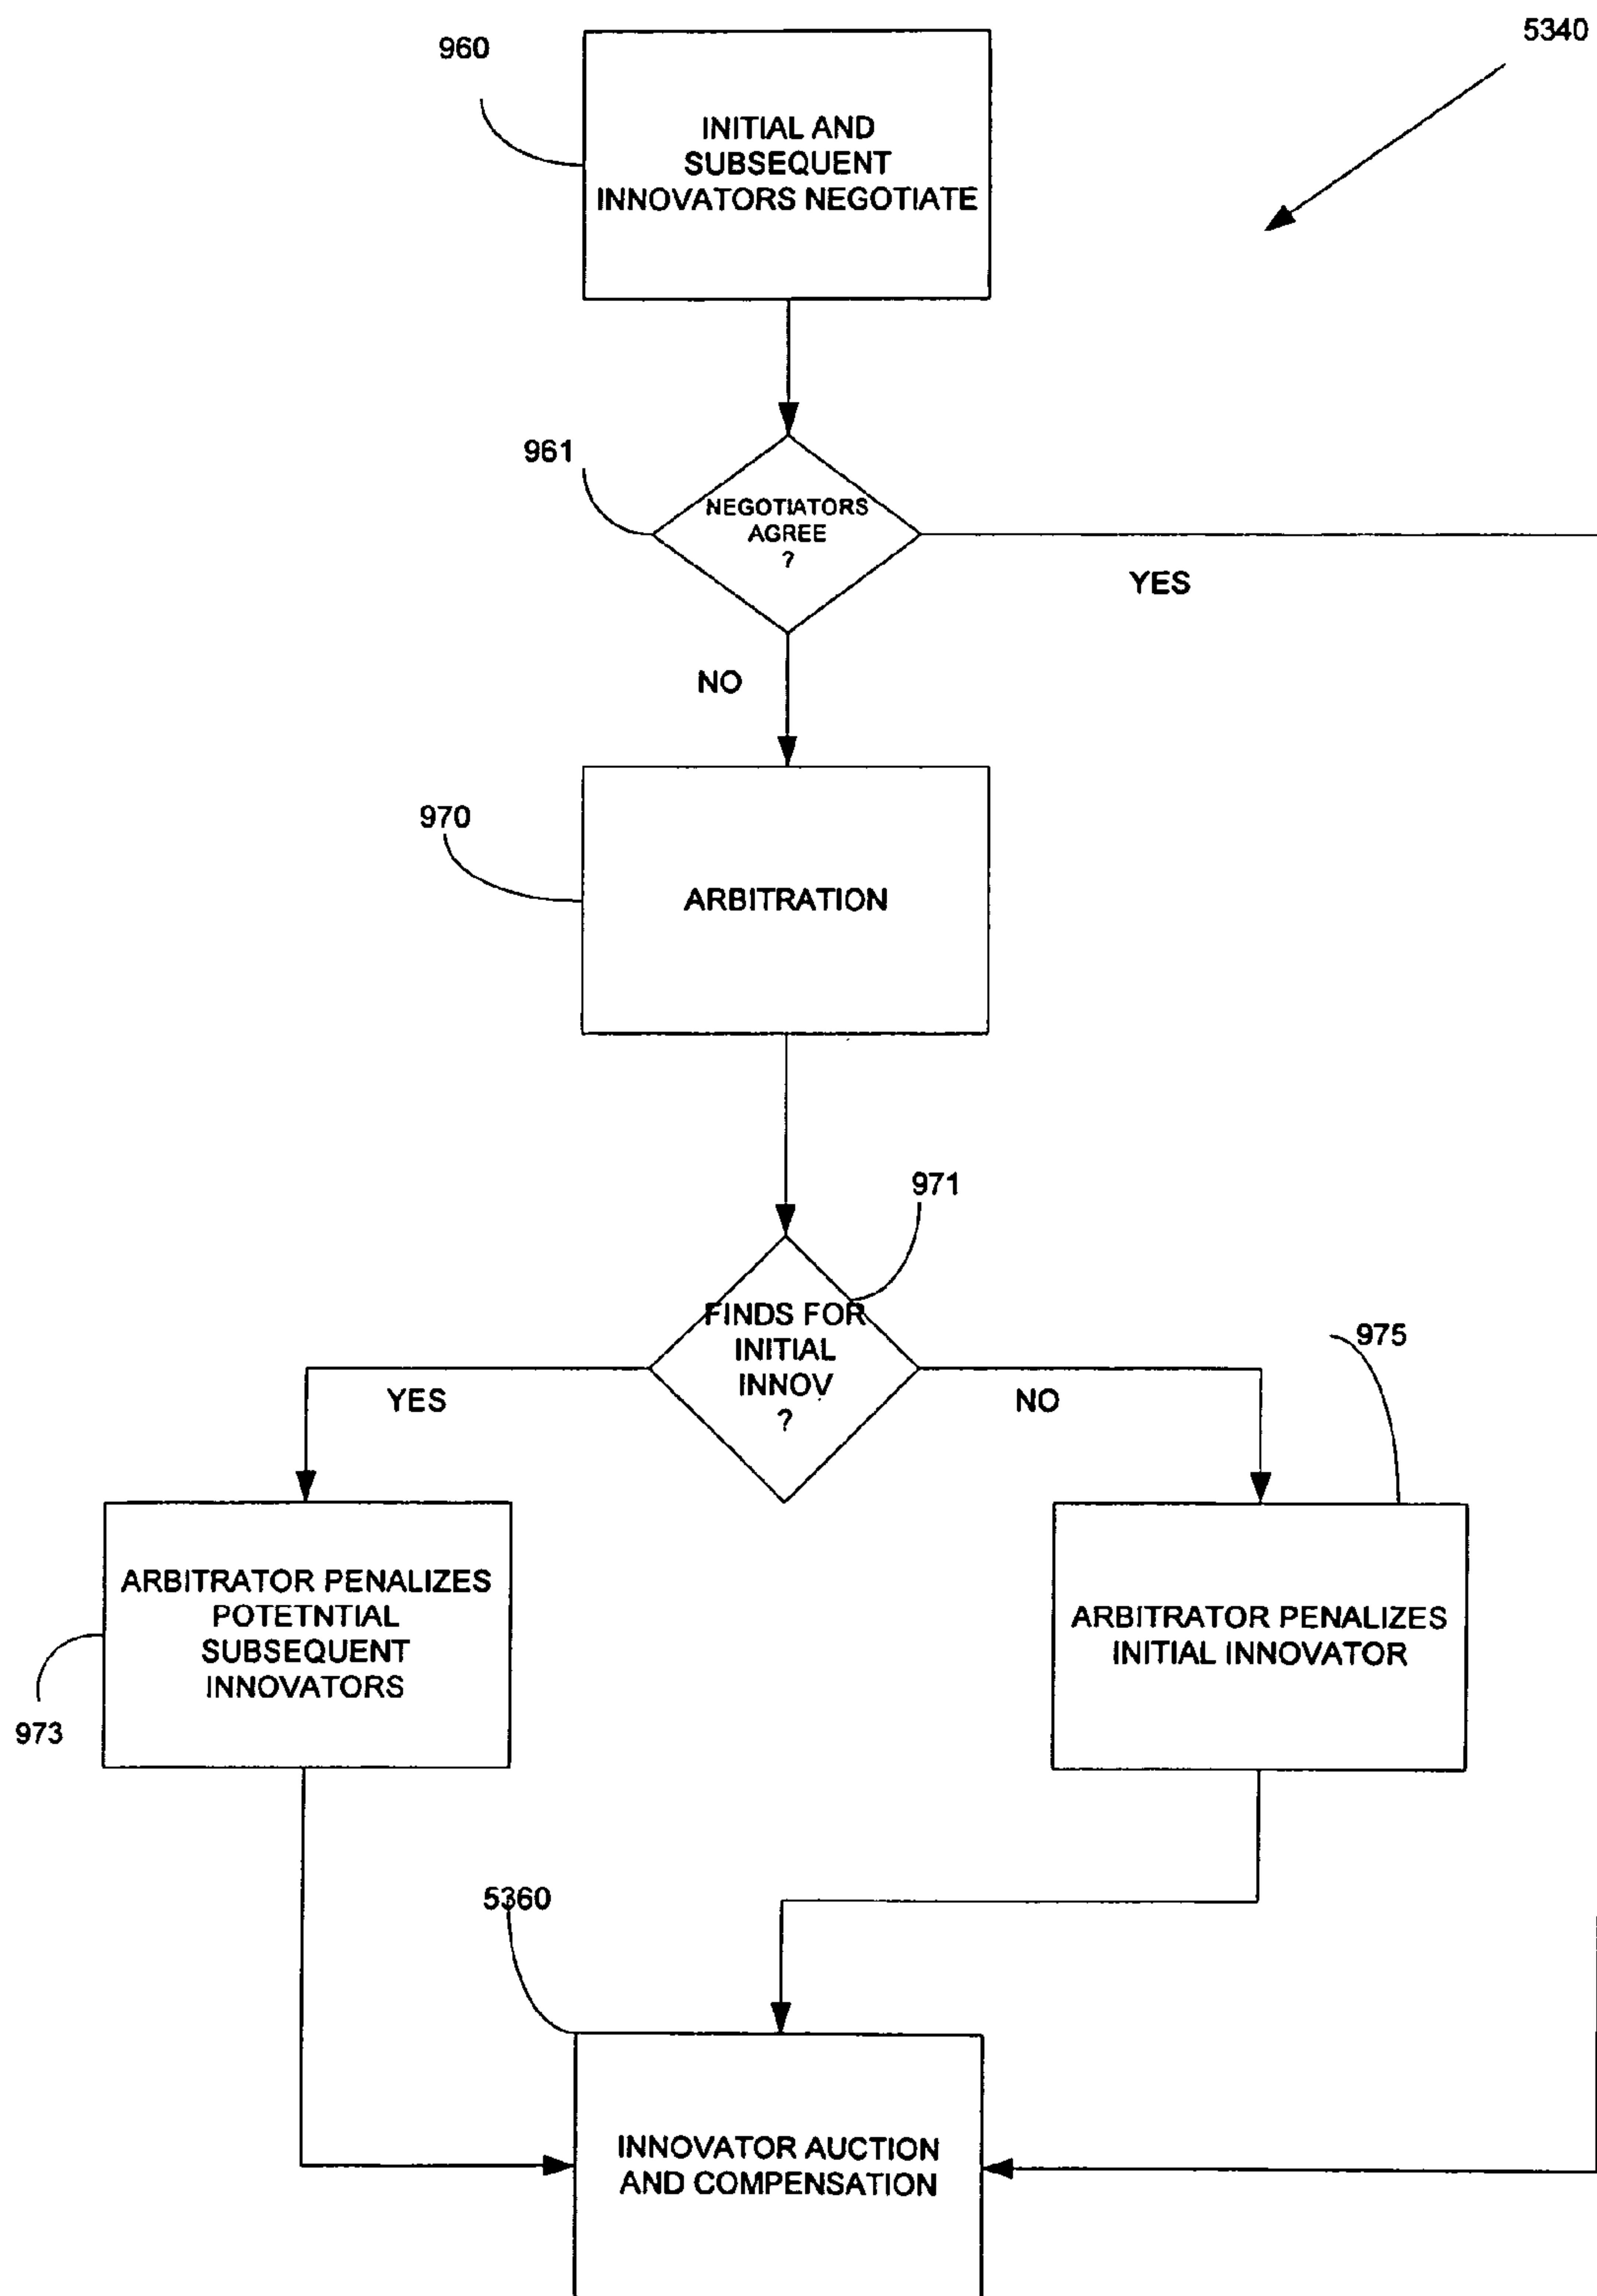 5340
960
INITIAL AND
SUBSEQUENT
INNOVATORS NEGOTIATE
961
NEGOTIATORS
AGREE
?
YES
NO
970
ARBITRATION
971
FINDS FOR
INITIAL
INNOV
?
YES
NO
975
ARBITRATOR PENALIZES
POTETNTIAL
SUBSEQUENT
INNOVATORS
973
ARBITRATOR PENALIZES
INITIAL INNOVATOR
5360
INNOVATOR AUCTION
AND COMPENSATION